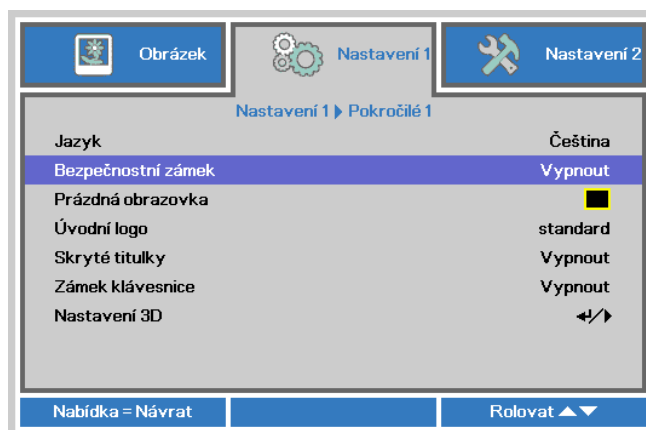 Obrázek Nastavení 1 Nastavení 2
Nastavení 1 Pokročilé 1
Jazyk Čeština
Bezpečnostní zámek Vypnout
Prázdná obrazovka
Úvodní logo standard
Skryté titulky Vypnout
Zámek klávesnice Vypnout
Nastavení 3D
Nabídka = Návrat Rolovat